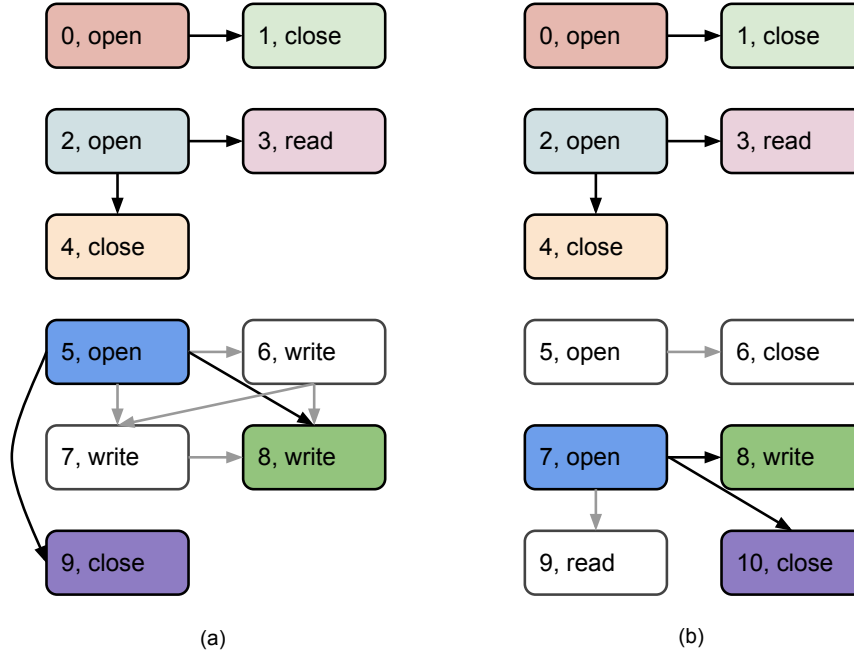 0, open
1, close
2, open
3, read
4, close
5, open
6, write
7, write
8, write
9, close
(a)
0, open
1, close
2, open
3, read
4, close
5, open
6, close
7, open
8, write
9, read
10, close
(b)